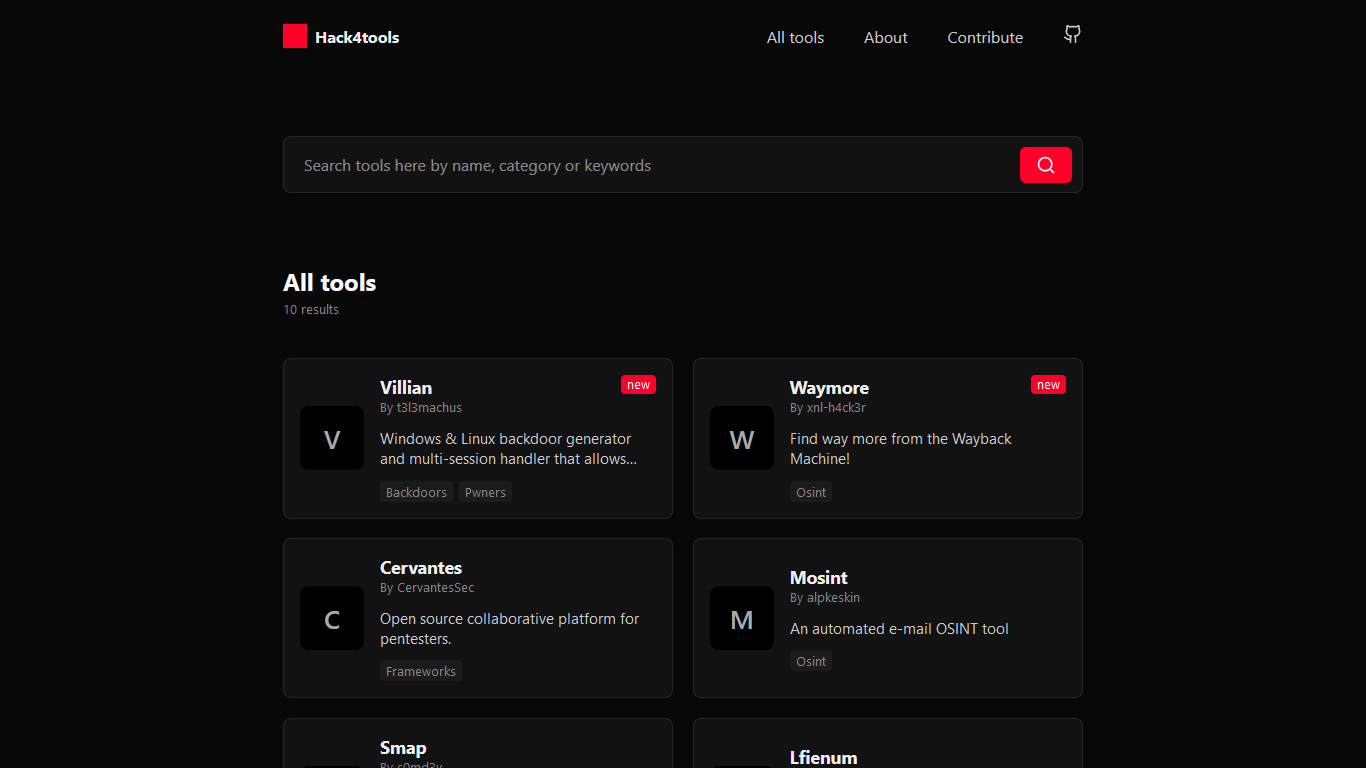 Hack4tools
All tools
About
Contribute
Search tools here by name, category or keywords
All tools
10 results
V
Villian
new
By t3l3machus
Windows & Linux backdoor generator
and multi-session handler that allows...
Backdoors
Pwners
W
Waymore
new
By xnl-h4ck3r
Find way more from the Wayback
Machine!
Osint
C
Cervantes
By CervantesSec
Open source collaborative platform for
pentesters.
Frameworks
M
Mosint
By alpkeskin
An automated e-mail OSINT tool
Osint
Smap
By s0md3v
Lfienum